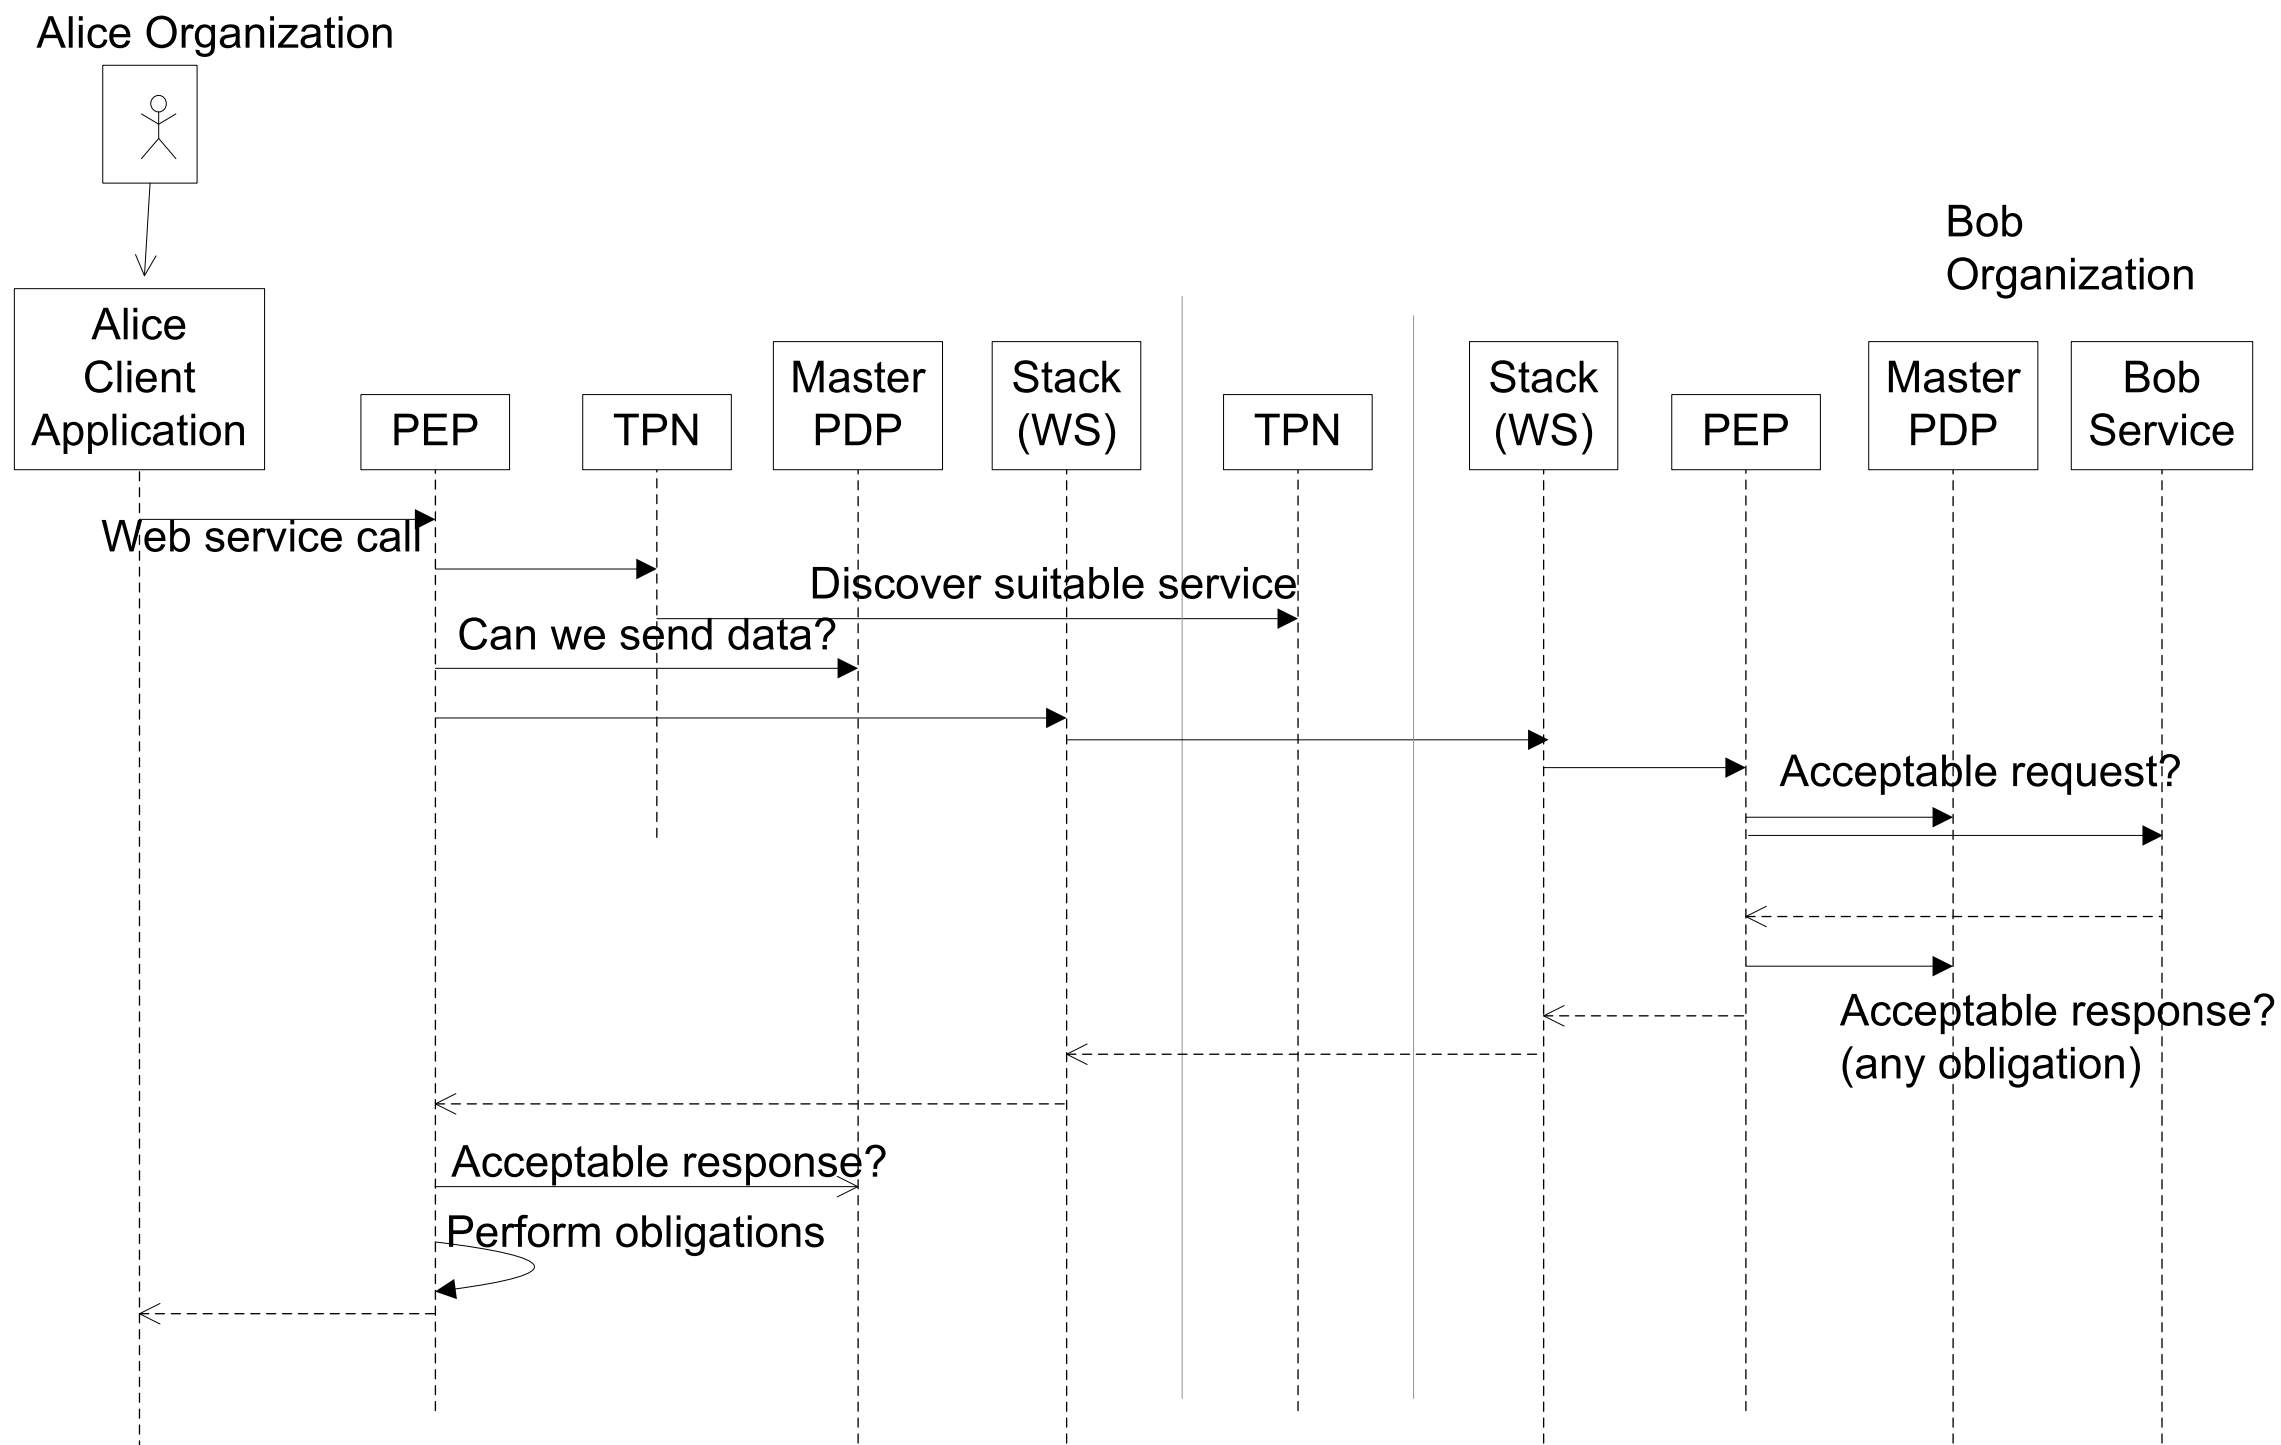 Alice Organization
Bob
Organization
Alice
Client
Application
PEP
TPN
Master
PDP
Stack
(WS)
TPN
Stack
(WS)
PEP
Master
PDP
Bob
Service
Web service call
Discover suitable service
Can we send data?
Acceptable request?
Acceptable response?
(any obligation)
Acceptable response?
Perform obligations